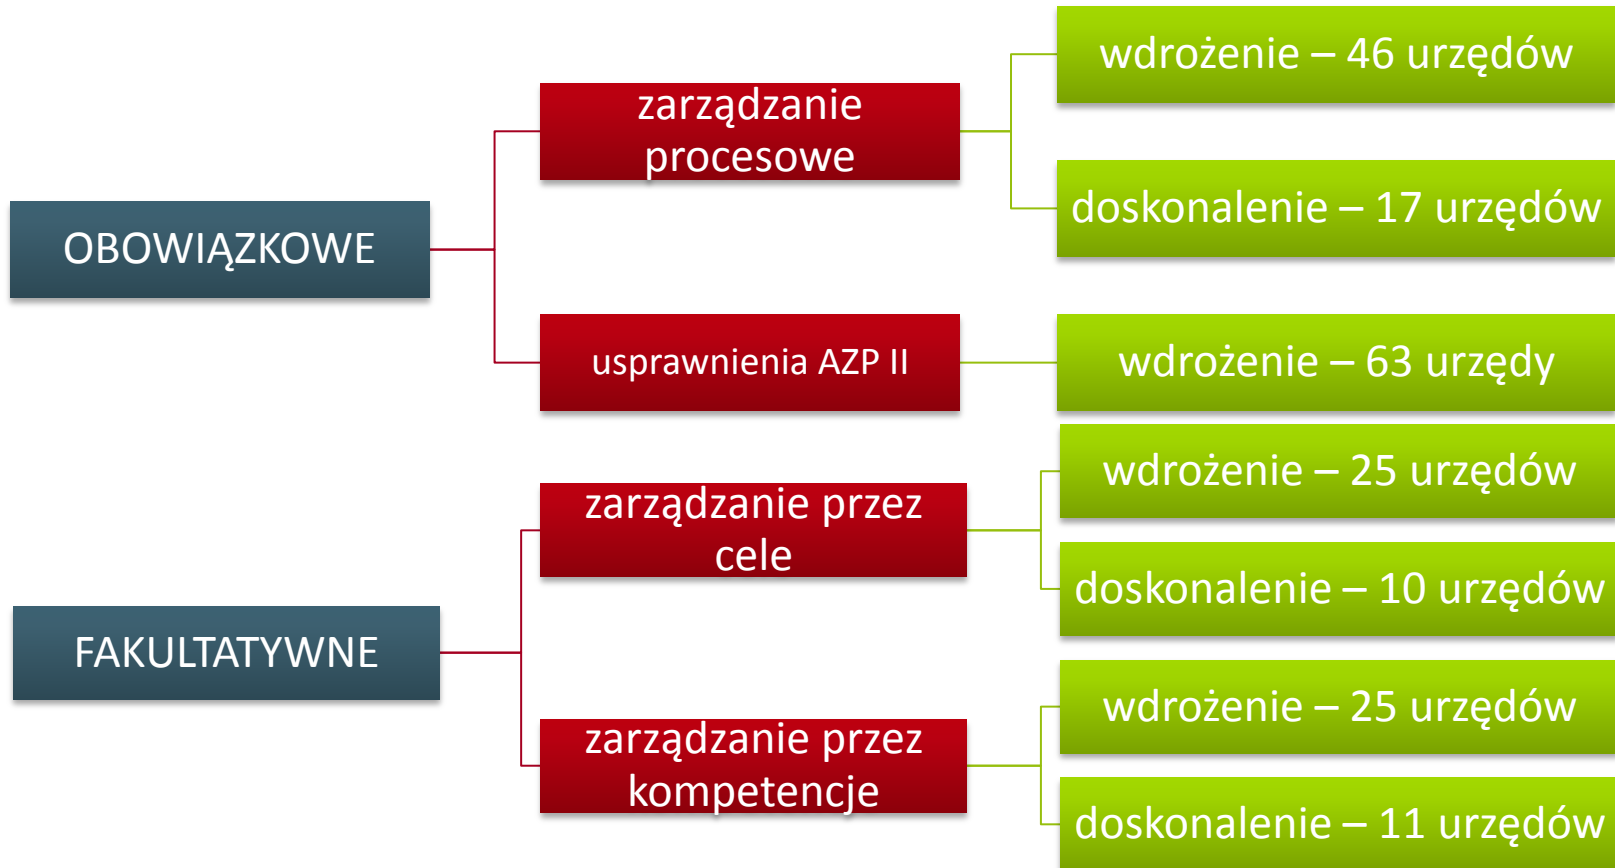 OBOWIĄZKOWE
zarządzanie
procesowe
wdrożenie – 46 urzędów
doskonalenie – 17 urzędów
usprawnienia AZP II
wdrożenie – 63 urzędy
FAKULTATYWNE
zarządzanie przez
cele
wdrożenie – 25 urzędów
doskonalenie – 10 urzędów
zarządzanie przez
kompetencje
wdrożenie – 25 urzędów
doskonalenie – 11 urzędów